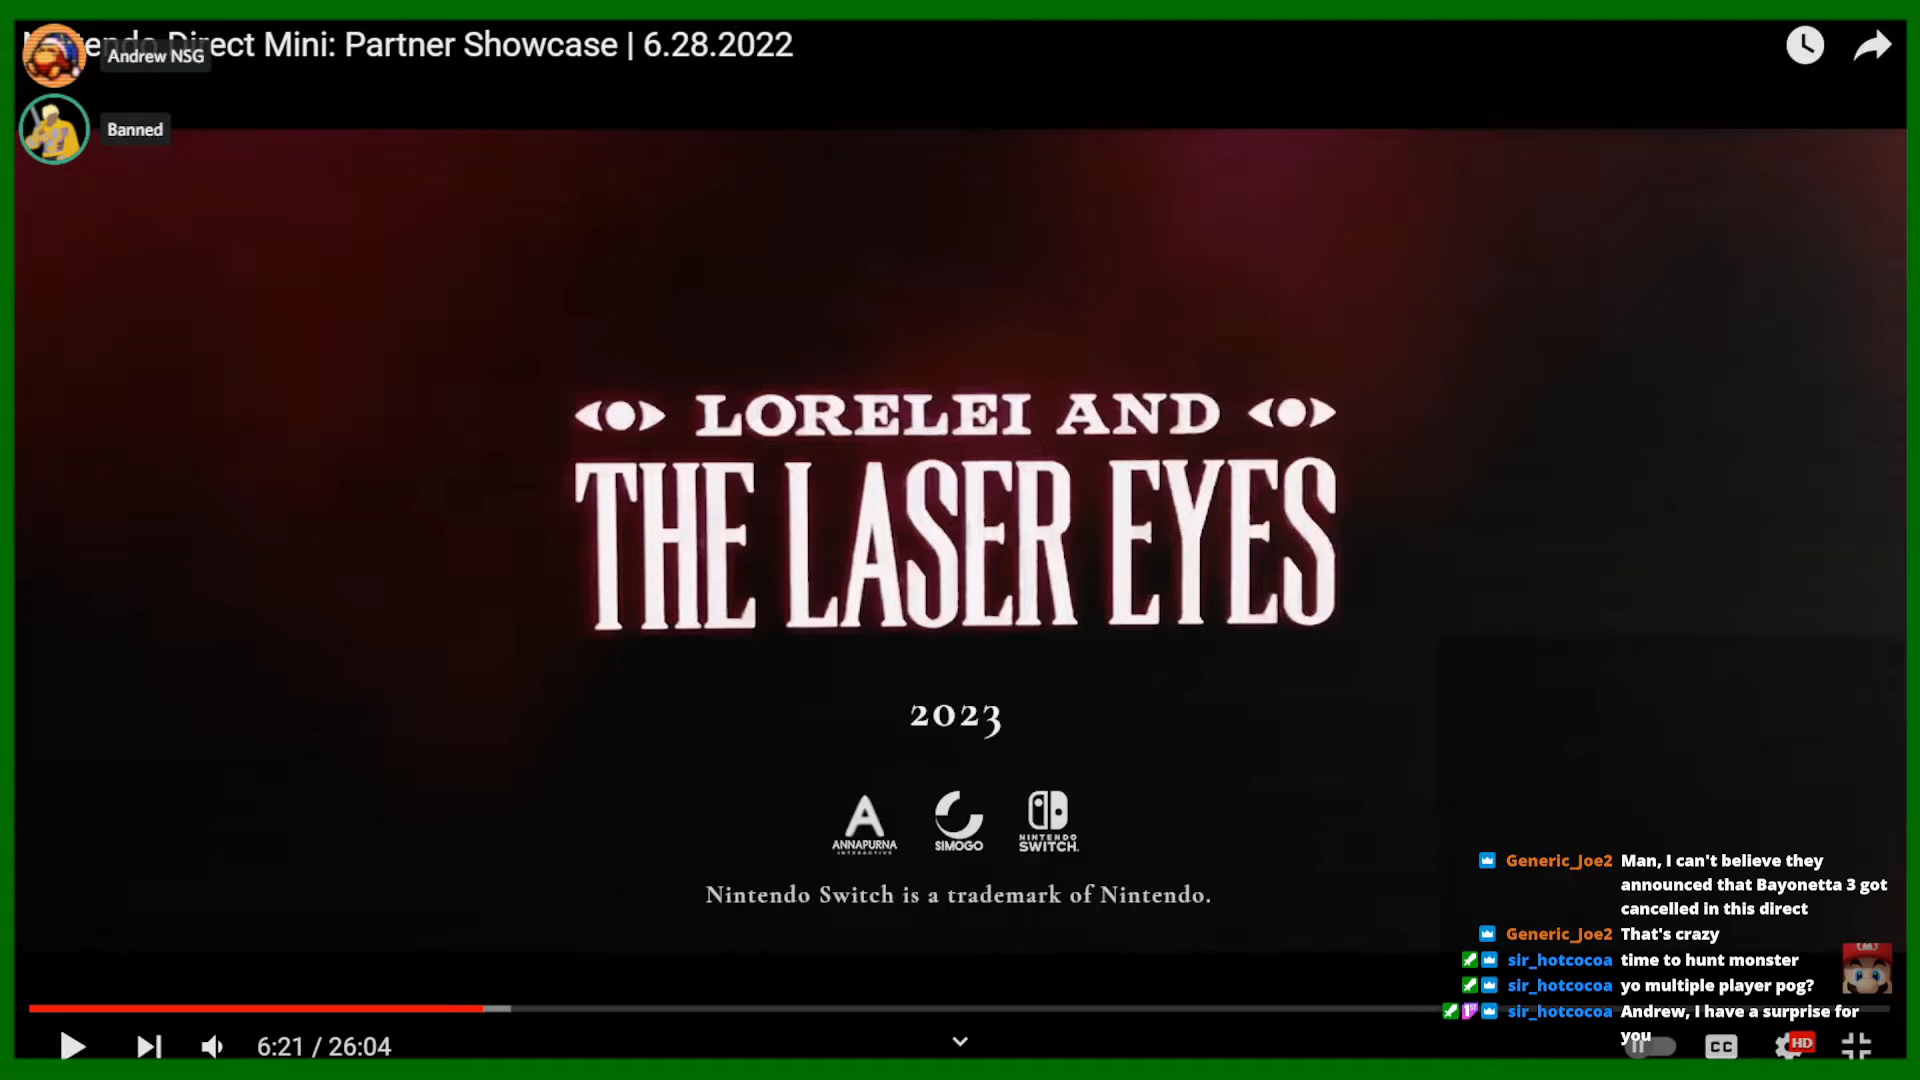 tendo Direct Mini: Partner Showcase | 6.28.2022
Andrew NSG
Banned
LORELEI AND
THE LASER EYES
2023
ANNAPURNA
INTERACTIVE
SIMOGO
NINTENDO
SWITCH.
Nintendo Switch is a trademark of Nintendo.
Generic_Joe2 Man, I can't believe they
announced that Bayonetta 3 got
cancelled in this direct
Generic_Joe2 That's crazy
sir_hotcocoa time to hunt monster
sir_hotcocoa yo multiple player pog?
sir_hotcocoa Andrew, I have a surprise for
you
6:21 / 26:04
CC
HD